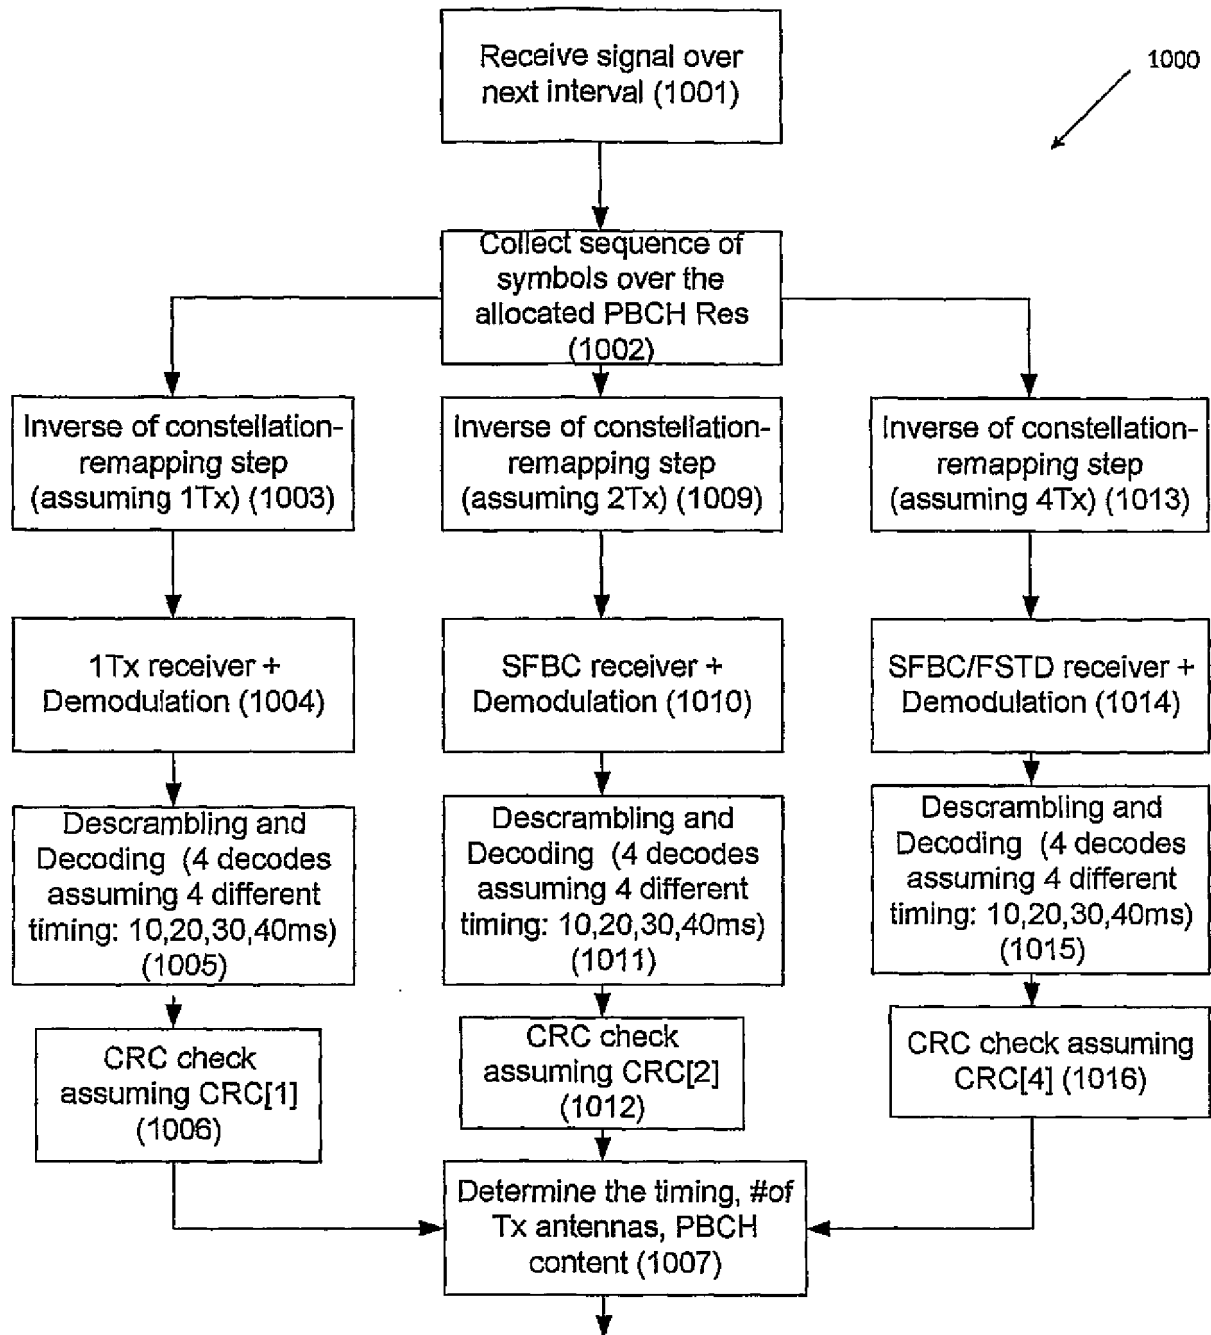 Receive signal over
next interval (1001)
1000
Collect sequence of
symbols over the
allocated PBCH Res
(1002)
Inverse of constellation-
remapping step
(assuming 1Tx) (1003)
Inverse of constellation-
remapping step
(assuming 2Tx) (1009)
Inverse of constellation-
remapping step
(assuming 4Tx) (1013)
1Tx receiver +
Demodulation (1004)
SFBC receiver +
Demodulation (1010)
SFBC/FSTD receiver +
Demodulation (1014)
Descrambling and
Decoding (4 decodes
assuming 4 different
timing: 10,20,30,40ms)
(1005)
Descrambling and
Decoding (4 decodes
assuming 4 different
timing: 10,20,30,40ms)
(1011)
Descrambling and
Decoding (4 decodes
assuming 4 different
timing: 10,20,30,40ms)
(1015)
CRC check
assuming CRC[1]
(1006)
CRC check
assuming CRC[2]
(1012)
CRC check assuming
CRC[4] (1016)
Determine the timing, #of
Tx antennas, PBCH
content (1007)